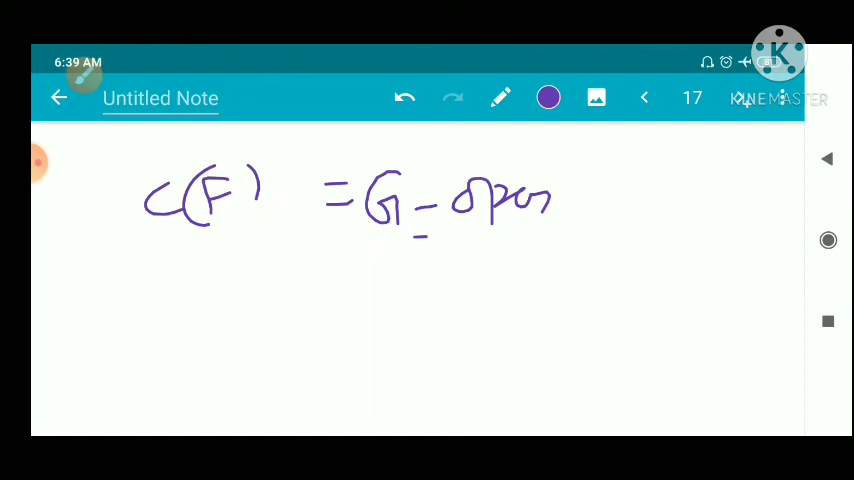 6:39 AM
Untitled Note
17
K
KINEMASTER
C(F) = G - open